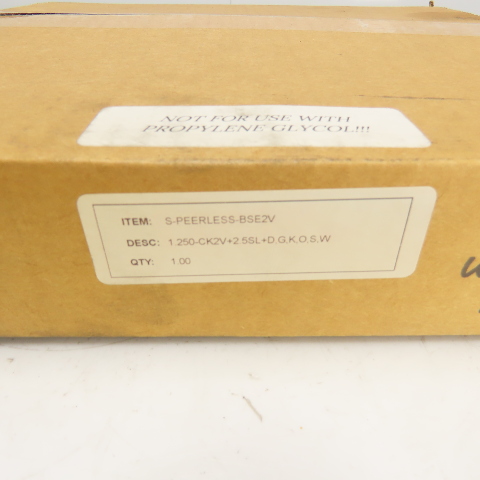 NOT FOR USE WITH
PROPYLENE GLYCOL!!!
ITEM: S-PEERLESS-BSE2V
DESC: 1.250-CK2V+2.5SL+D,G,K,O,S,W
QTY: 1.00